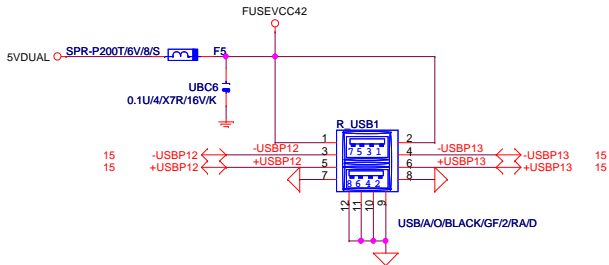 FUSEVCC42
5VDUAL
SPR-P200T/6V/8/S
F5
UBC6
0.1U/4/X7R/16V/K
R_USB1
1
2
7 5 3 1
15
-USBP12
-USBP12
3
4
-USBP13
-USBP13
15
15
+USBP12
+USBP12
5
6
+USBP13
+USBP13
15
7
8
8 6 4 2
12
11
10
9
USB/A/O/BLACK/GF/2/RA/D